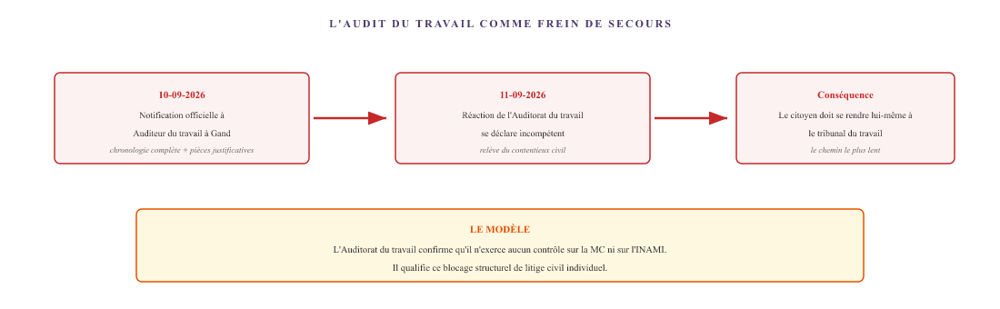 L'AUDIT DU TRAVAIL COMME FREIN DE SECOURS
10-09-2026
Notification officielle à
Auditeur du travail à Gand
chronologie complète + pièces justificatives
11-09-2026
Réaction de l'Auditorat du travail
se déclare incompétent
relève du contentieux civil
Conséquence
Le citoyen doit se rendre lui-même à
le tribunal du travail
le chemin le plus lent
LE MODÈLE
L'Auditorat du travail confirme qu'il n'exerce aucun contrôle sur la MC ni sur l'INAMI.
Il qualifie ce blocage structurel de litige civil individuel.